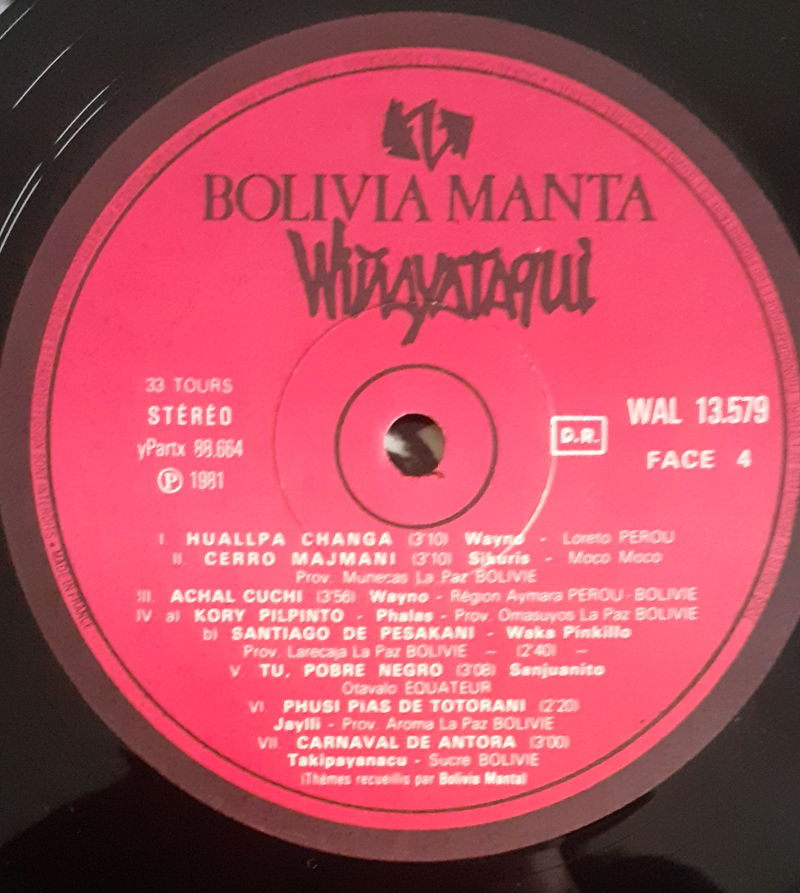 BOLIVIA MANTA
Wiñayataqui
33 TOURS
STÉRÉO
yPartx 88.664
Ⓟ 1981
D.R.
WAL 13.579
FACE 4
I. HUALLPA CHANGA (3'10) Wayno - Loreto PEROU
II. CERRO MAJMANI (3'10) Sikuris - Moco Moco
Prov. Munecas La Paz BOLIVIE
III. ACHAL CUCHI (3'56) Wayno - Région Aymara PEROU - BOLIVIE
IV. a) KORY PILPINTO - Phalas - Prov. Omasuyos La Paz BOLIVIE
b) SANTIAGO DE PESAKANI - Waka Pinkillo
Prov. Larecaja La Paz BOLIVIE – (2'40) –
V. TU, POBRE NEGRO (3'08) Sanjuanito
Otavalo EQUATEUR
VI. PHUSI PIAS DE TOTORANI (2'20)
Jaylli - Prov. Aroma La Paz BOLIVIE
VII. CARNAVAL DE ANTORA (3'00)
Takipayanacu - Sucre BOLIVIE
(Thèmes recueillis par Bolivia Manta)
MADE IN FRANCE